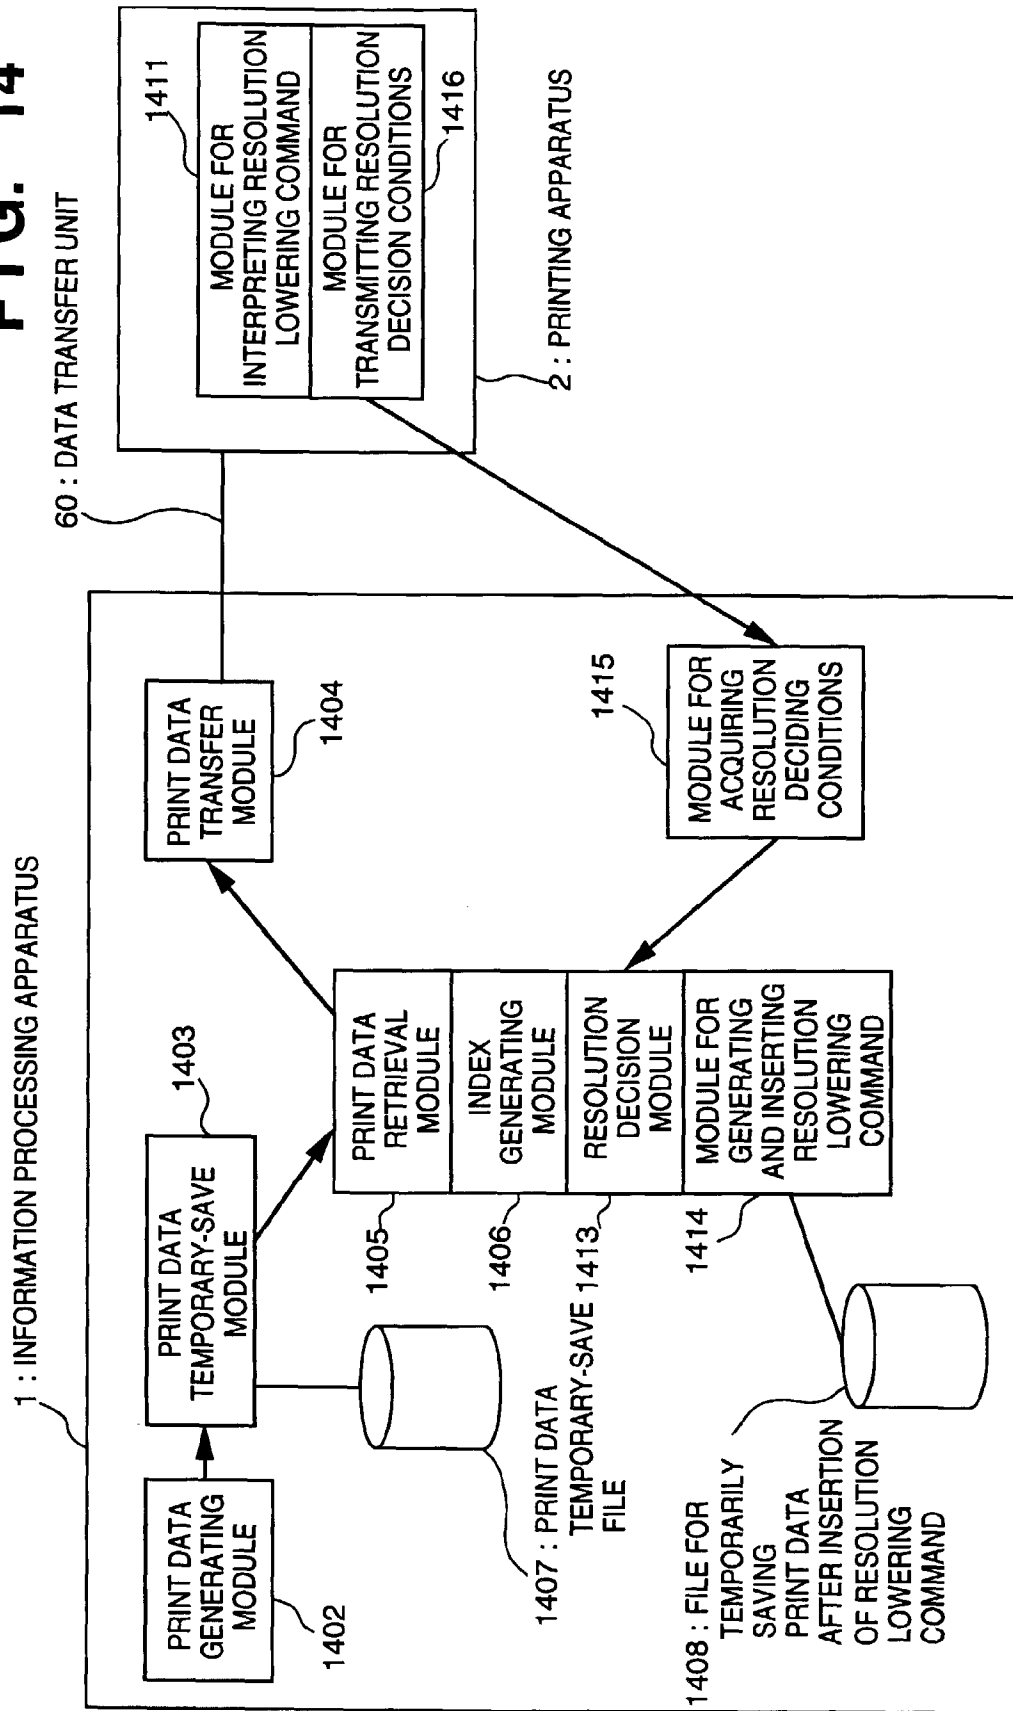 FIG. 14
1 : INFORMATION PROCESSING APPARATUS
60 : DATA TRANSFER UNIT
PRINT DATA
GENERATING
MODULE
1402
PRINT DATA
TEMPORARY-SAVE
MODULE
1403
PRINT DATA
TRANSFER
MODULE
1404
1411
MODULE FOR
INTERPRETING RESOLUTION
LOWERING COMMAND
MODULE FOR
TRANSMITTING RESOLUTION
DECISION CONDITIONS
1416
2 : PRINTING APPARATUS
PRINT DATA
RETRIEVAL
MODULE
1405
INDEX
GENERATING
MODULE
1406
RESOLUTION
DECISION
MODULE
1413
MODULE FOR
GENERATING
AND INSERTING
RESOLUTION
LOWERING
COMMAND
1414
1415
MODULE FOR
ACQUIRING
RESOLUTION
DECIDING
CONDITIONS
1407 : PRINT DATA
TEMPORARY-SAVE
FILE
1408 : FILE FOR
TEMPORARILY
SAVING
PRINT DATA
AFTER INSERTION
OF RESOLUTION
LOWERING
COMMAND